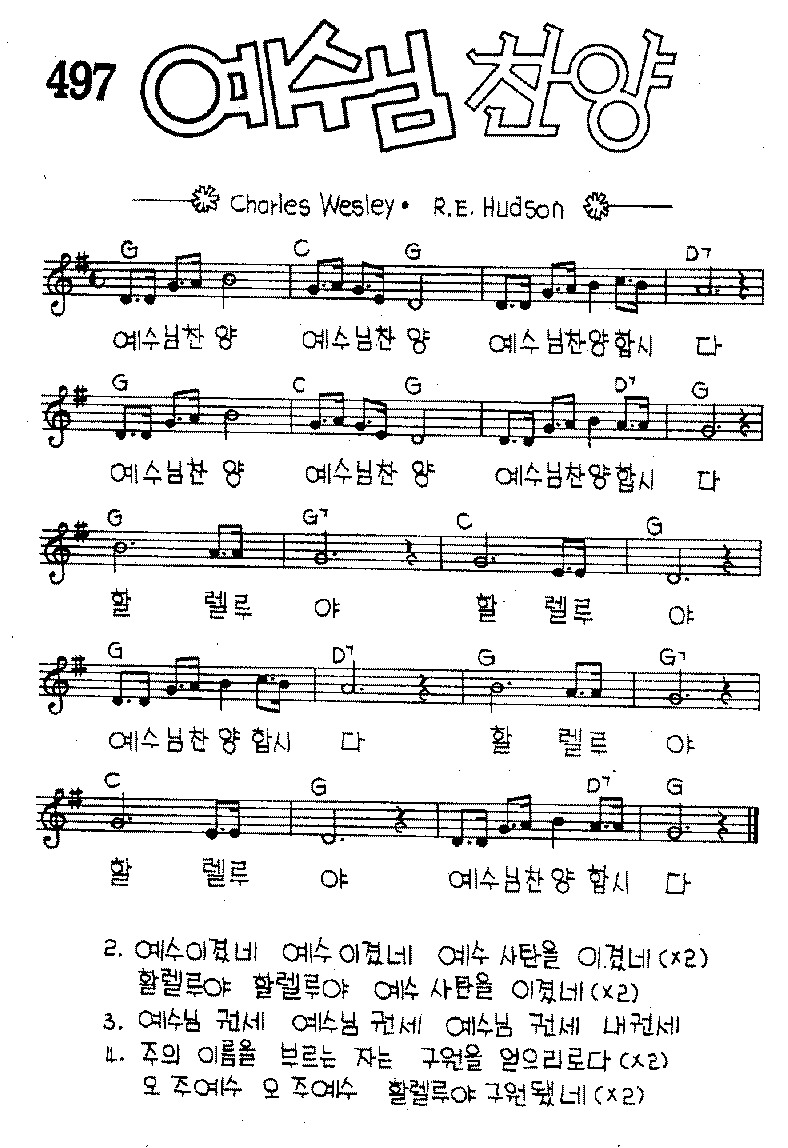 497 예수님 찬양
Charles Wesley • R.E. Hudson
G C G D7
예수님찬 양 예수님찬 양 예수님찬양합시 다
G C G D7 G
예수님찬 양 예수님찬 양 예수님찬양합시 다
G G7 C G
할 렐루 야 할 렐루 야
G D7 G G7
예수님찬 양 합시 다 할 렐루 야
C G D7 G
할 렐루 야 예수님찬 양 합시 다
2. 예수이겼네 예수 이겼네 예수 사탄을 이겼네 (x2)
할렐루야 할렐루야 예수 사탄을 이겼네 (x2)
3. 예수님 권세 예수님 권세 예수님 권세 내권세
4. 주의 이름을 부르는 자는 구원을 얻으리로다 (x2)
오 주예수 오 주예수 할렐루야 구원됐네 (x2)